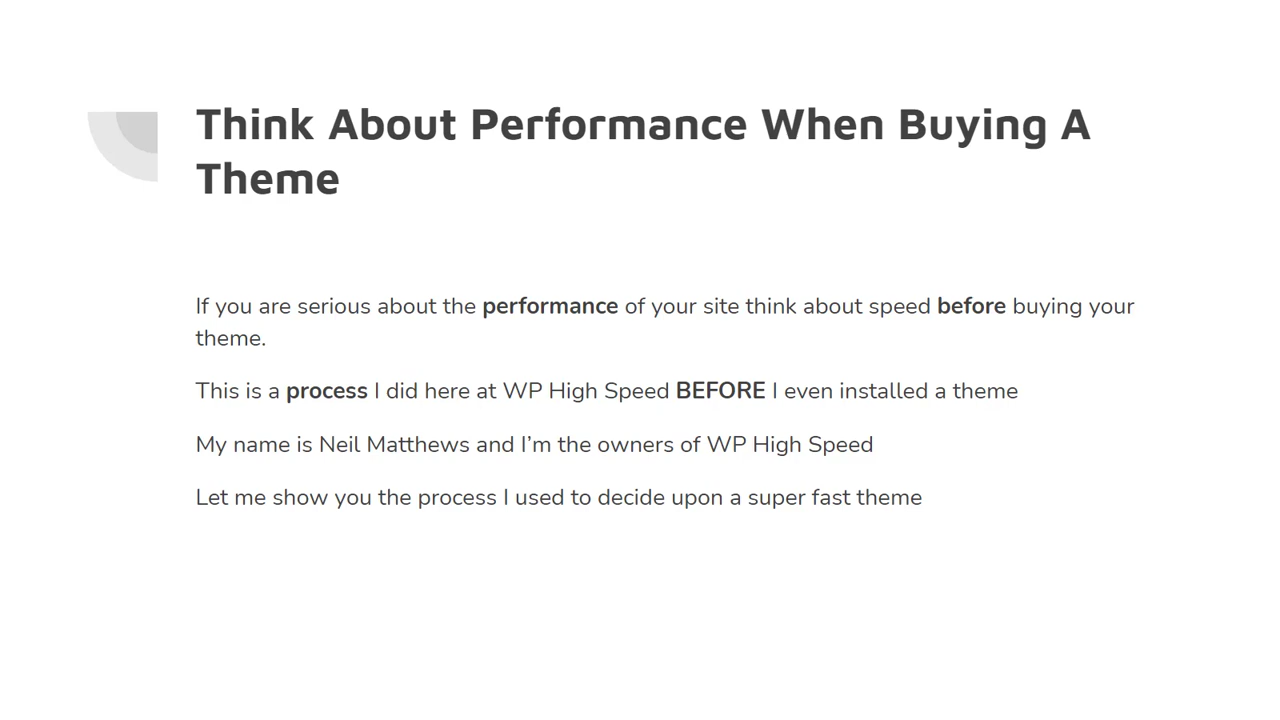 Think About Performance When Buying A
Theme
If you are serious about the performance of your site think about speed before buying your
theme.
This is a process I did here at WP High Speed BEFORE I even installed a theme
My name is Neil Matthews and I’m the owners of WP High Speed
Let me show you the process I used to decide upon a super fast theme